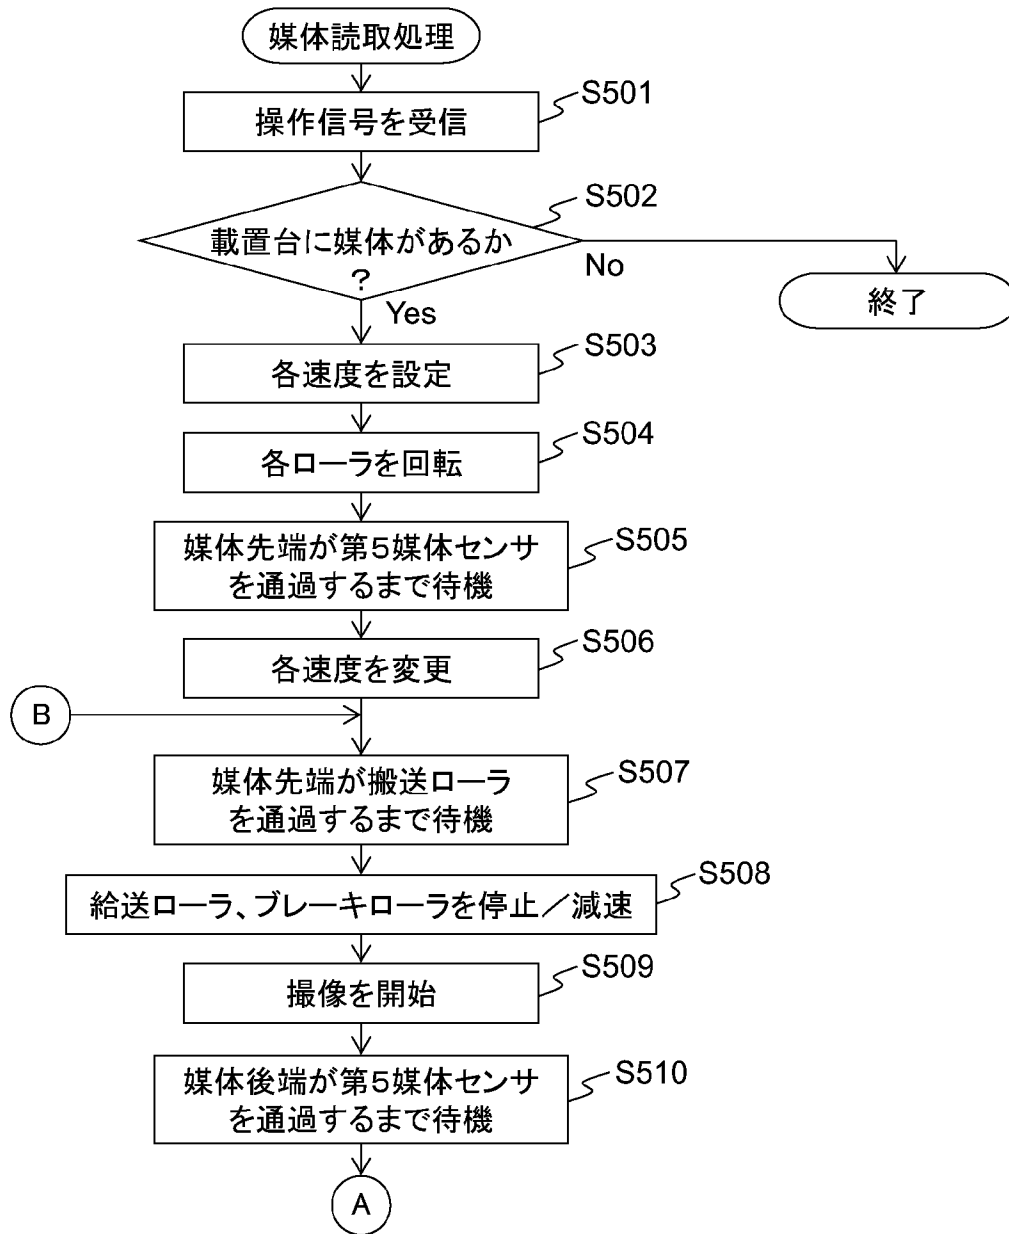 媒体読取処理
S501
操作信号を受信
S502
載置台に媒体があるか
?
No
終了
Yes
S503
各速度を設定
S504
各ローラを回転
S505
媒体先端が第5媒体センサ
を通過するまで待機
S506
各速度を変更
B
S507
媒体先端が搬送ローラ
を通過するまで待機
S508
給送ローラ、ブレーキローラを停止/減速
S509
撮像を開始
S510
媒体後端が第5媒体センサ
を通過するまで待機
A